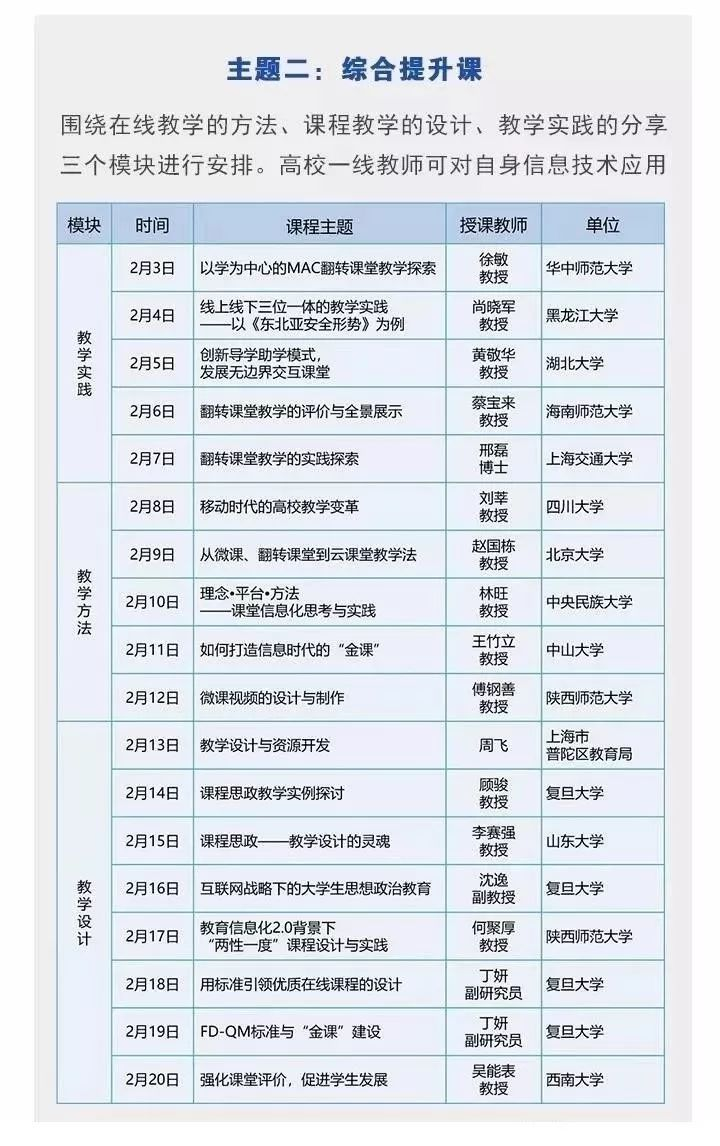 主题二：综合提升课
围绕在线教学的方法、课程教学的设计、教学实践的分享
三个模块进行安排。高校一线教师可对自身信息技术应用
模块 时间 课程主题 授课教师 单位
教学实践
2月3日 以学为中心的MAC翻转课堂教学探索 徐敏 教授 华中师范大学
2月4日 线上线下三位一体的教学实践
——以《东北亚安全形势》为例 尚晓军 教授 黑龙江大学
2月5日 创新导学助学模式，
发展无边界交互课堂 黄敬华 教授 湖北大学
2月6日 翻转课堂教学的评价与全景展示 蔡宝来 教授 海南师范大学
2月7日 翻转课堂教学的实践探索 邢磊 博士 上海交通大学
教学方法
2月8日 移动时代的高校教学变革 刘莘 教授 四川大学
2月9日 从微课、翻转课堂到云课堂教学法 赵国栋 教授 北京大学
2月10日 理念•平台•方法
——课堂信息化思考与实践 林旺 教授 中央民族大学
2月11日 如何打造信息时代的“金课” 王竹立 教授 中山大学
2月12日 微课视频的设计与制作 傅钢善 教授 陕西师范大学
教学设计
2月13日 教学设计与资源开发 周飞 上海市
普陀区教育局
2月14日 课程思政教学实例探讨 顾骏 教授 复旦大学
2月15日 课程思政——教学设计的灵魂 李赛强 教授 山东大学
2月16日 互联网战略下的大学生思想政治教育 沈逸 副教授 复旦大学
2月17日 教育信息化2.0背景下
“两性一度”课程设计与实践 何聚厚 教授 陕西师范大学
2月18日 用标准引领优质在线课程的设计 丁妍 副研究员 复旦大学
2月19日 FD-QM标准与“金课”建设 丁妍 副研究员 复旦大学
2月20日 强化课堂评价，促进学生发展 吴能表 教授 西南大学